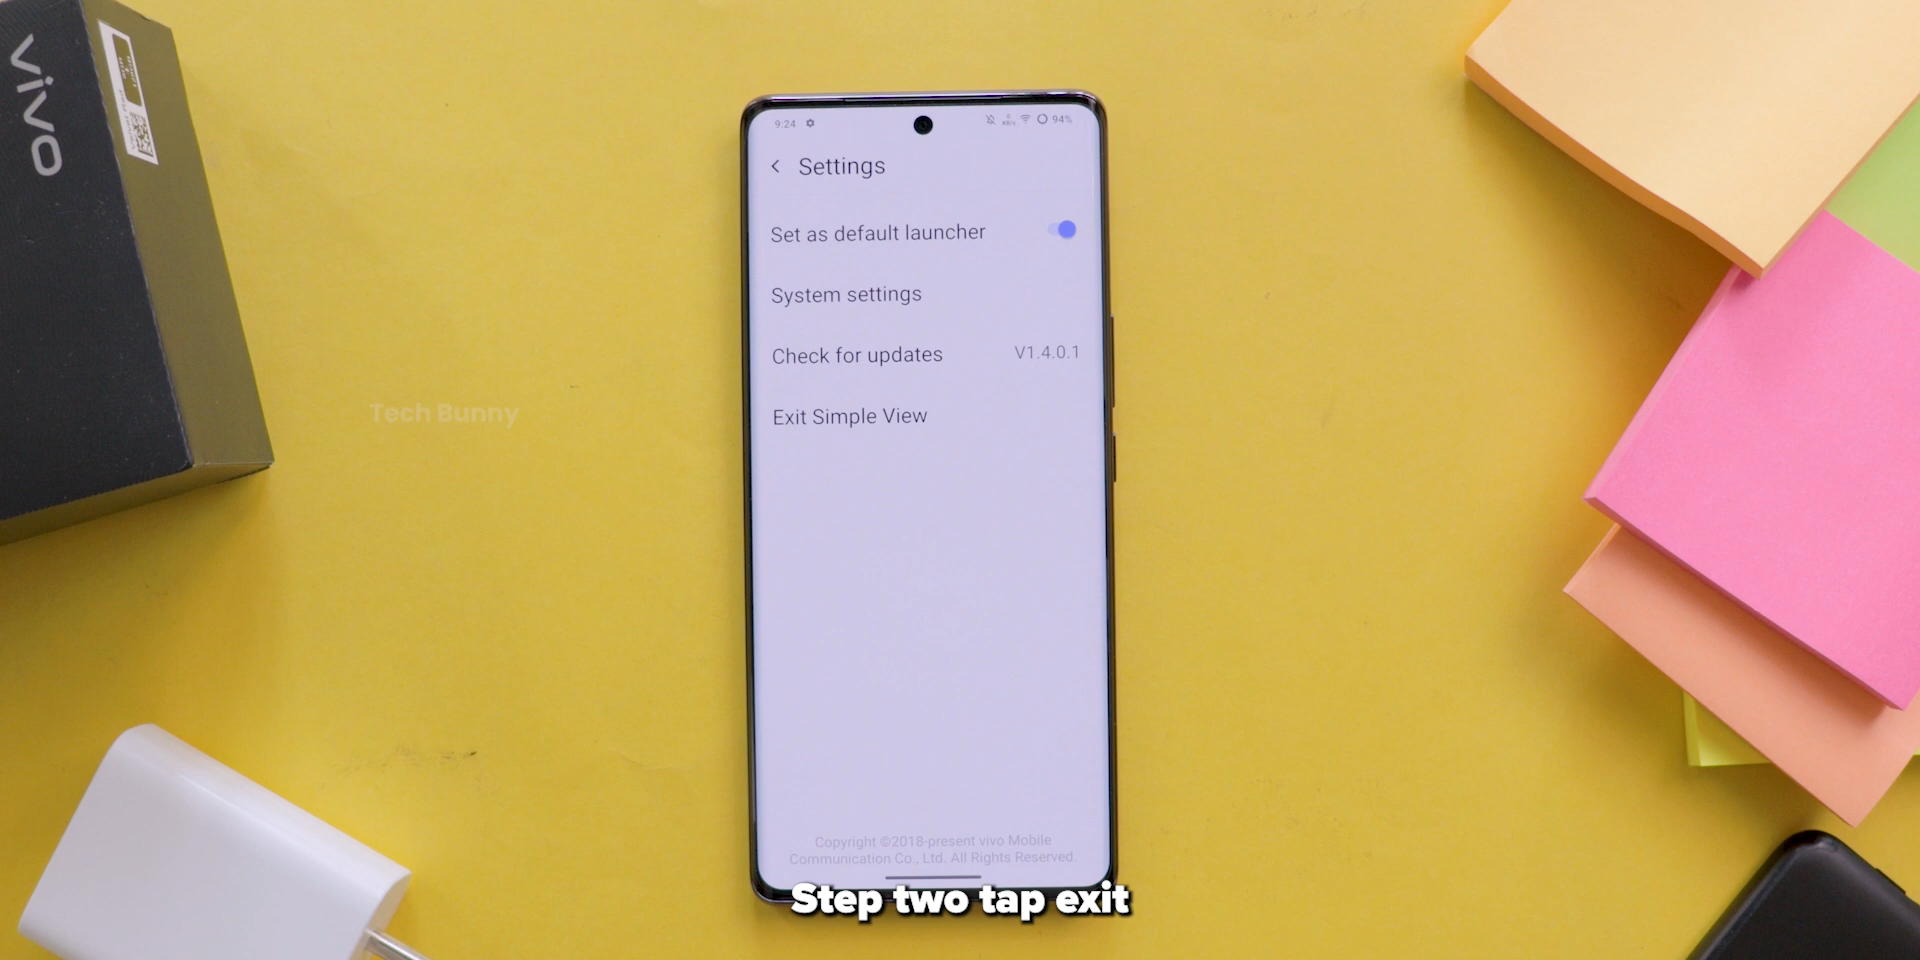 vivo
9:24
94%
Settings
Set as default launcher
System settings
Check for updates V1.4.0.1
Exit Simple View
Tech Bunny
Copyright ©2018-present vivo Mobile
Communication Co., Ltd. All Rights Reserved.
Step two tap exit